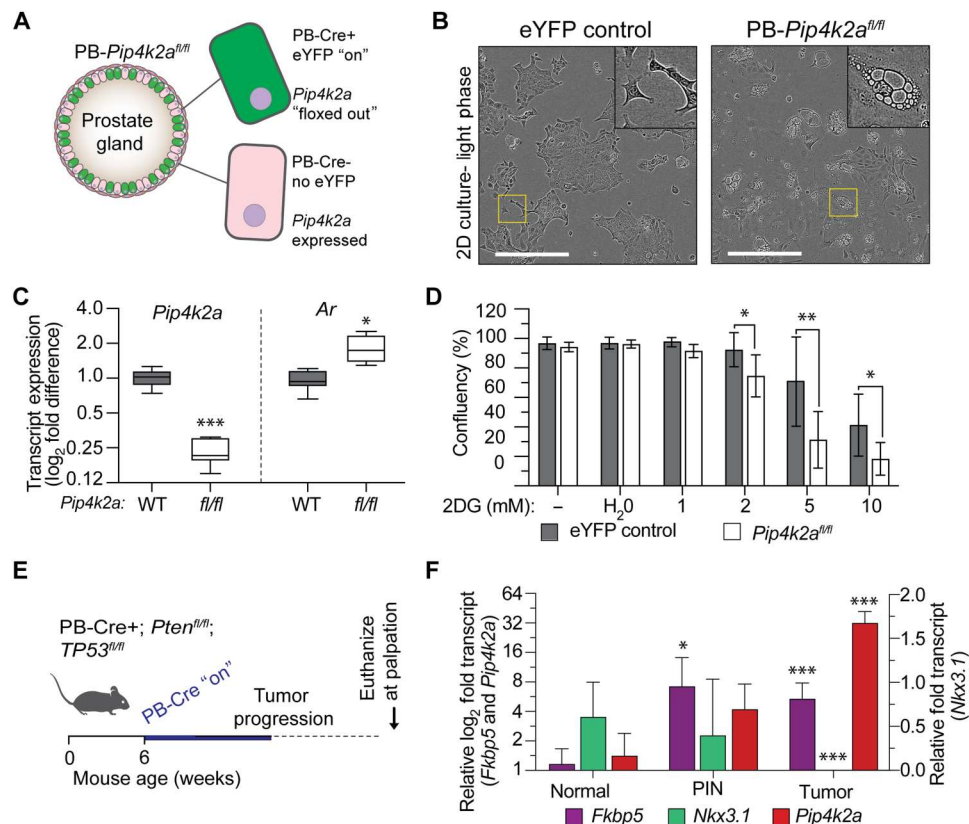 A
PB-Pip4k2afl/fl
Prostate
gland
PB-Cre+
eYFP “on”
Pip4k2a
“floxed out”
PB-Cre-
no eYFP
Pip4k2a
expressed
B
eYFP control
PB-Pip4k2afl/fl
2D culture- light phase
C
Transcript expression
(log2 fold difference)
4.0
2.0
1.0
0.5
0.25
0.12
Pip4k2a
Ar
***
*
Pip4k2a:
WT
fl/fl
WT
fl/fl
D
Confluency (%)
120
100
80
60
40
20
0
*
**
*
2DG (mM):
–
H20
1
2
5
10
eYFP control
Pip4k2afl/fl
E
PB-Cre+; Ptenfl/fl;
TP53fl/fl
PB-Cre “on”
Tumor
progression
Euthanize
at palpation
0
6
Mouse age (weeks)
F
Relative log2 fold transcript
(Fkbp5 and Pip4k2a)
64
32
16
8
4
2
1
*
***
***
***
2.0
1.5
1.0
0.5
0.0
Relative fold transcript
(Nkx3.1)
Normal
PIN
Tumor
Fkbp5
Nkx3.1
Pip4k2a